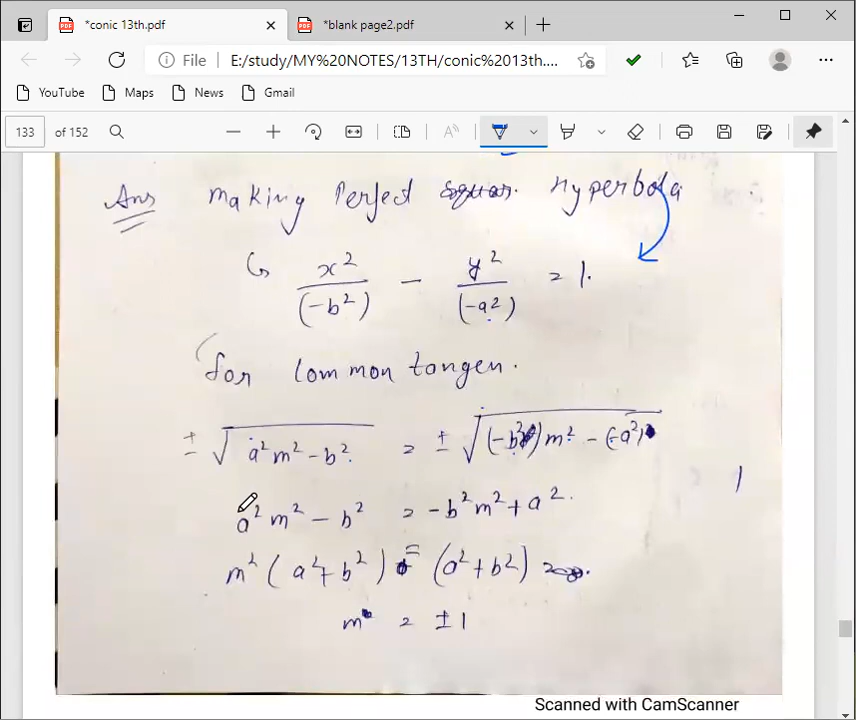 *conic 13th.pdf
*blank page2.pdf
File E:/study/MY%20NOTES/13TH/conic%2013th....
YouTube Maps News Gmail
133 of 152
Ans making Perfect Hyperbola
x²/(-b²) - y²/(-a²) = 1.
for common tangen.
± √(a²m² - b²) = ± √((-b²)m² - (-a²))
a²m² - b² = -b²m² + a².
m² (a² + b²) = (a² + b²)
m = ± 1
Scanned with CamScanner